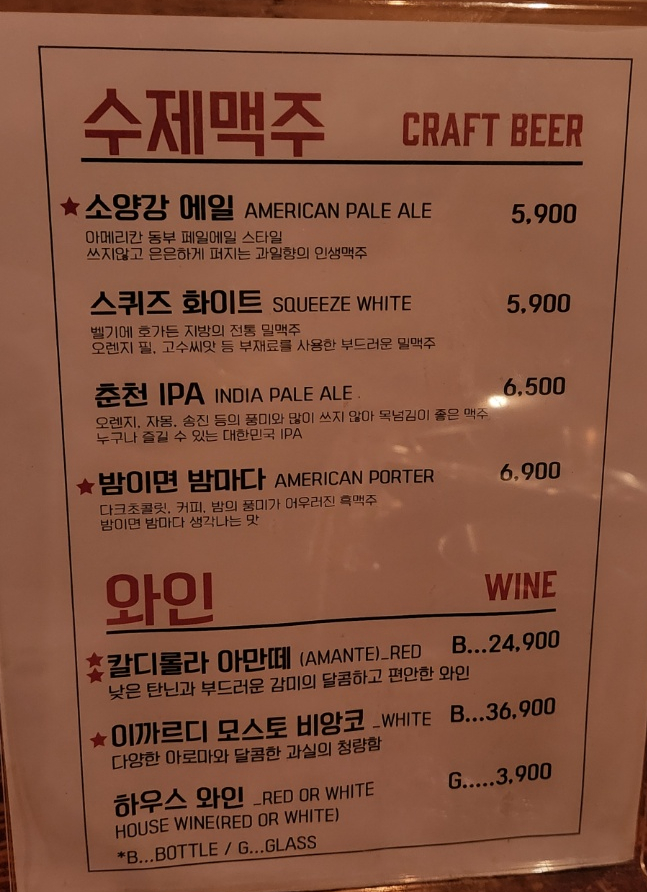 수제맥주 CRAFT BEER
★ 소양강 에일 AMERICAN PALE ALE 5,900
아메리칸 동부 페일에일 스타일
쓰지않고 은은하게 퍼지는 과일향의 인생맥주
스퀴즈 화이트 SQUEEZE WHITE 5,900
벨기에 호가든 지방의 전통 밀맥주
오렌지 필, 고수씨앗 등 부재료를 사용한 부드러운 밀맥주
춘천 IPA INDIA PALE ALE 6,500
오렌지, 자몽, 송진 등의 풍미와 많이 쓰지 않아 목넘김이 좋은 맥주
누구나 즐길 수 있는 대한민국 IPA
★ 밤이면 밤마다 AMERICAN PORTER 6,900
다크초콜릿, 커피, 밤의 풍미가 어우러진 흑맥주
밤이면 밤마다 생각나는 맛
와인 WINE
★★ 칼디롤라 아만떼 (AMANTE)_RED B...24,900
낮은 탄닌과 부드러운 감미의 달콤하고 편안한 와인
★ 이까르디 모스토 비앙코 _WHITE B...36,900
다양한 아로마와 달콤한 과실의 청량함
하우스 와인 _RED OR WHITE G.....3,900
HOUSE WINE(RED OR WHITE)
*B...BOTTLE / G...GLASS